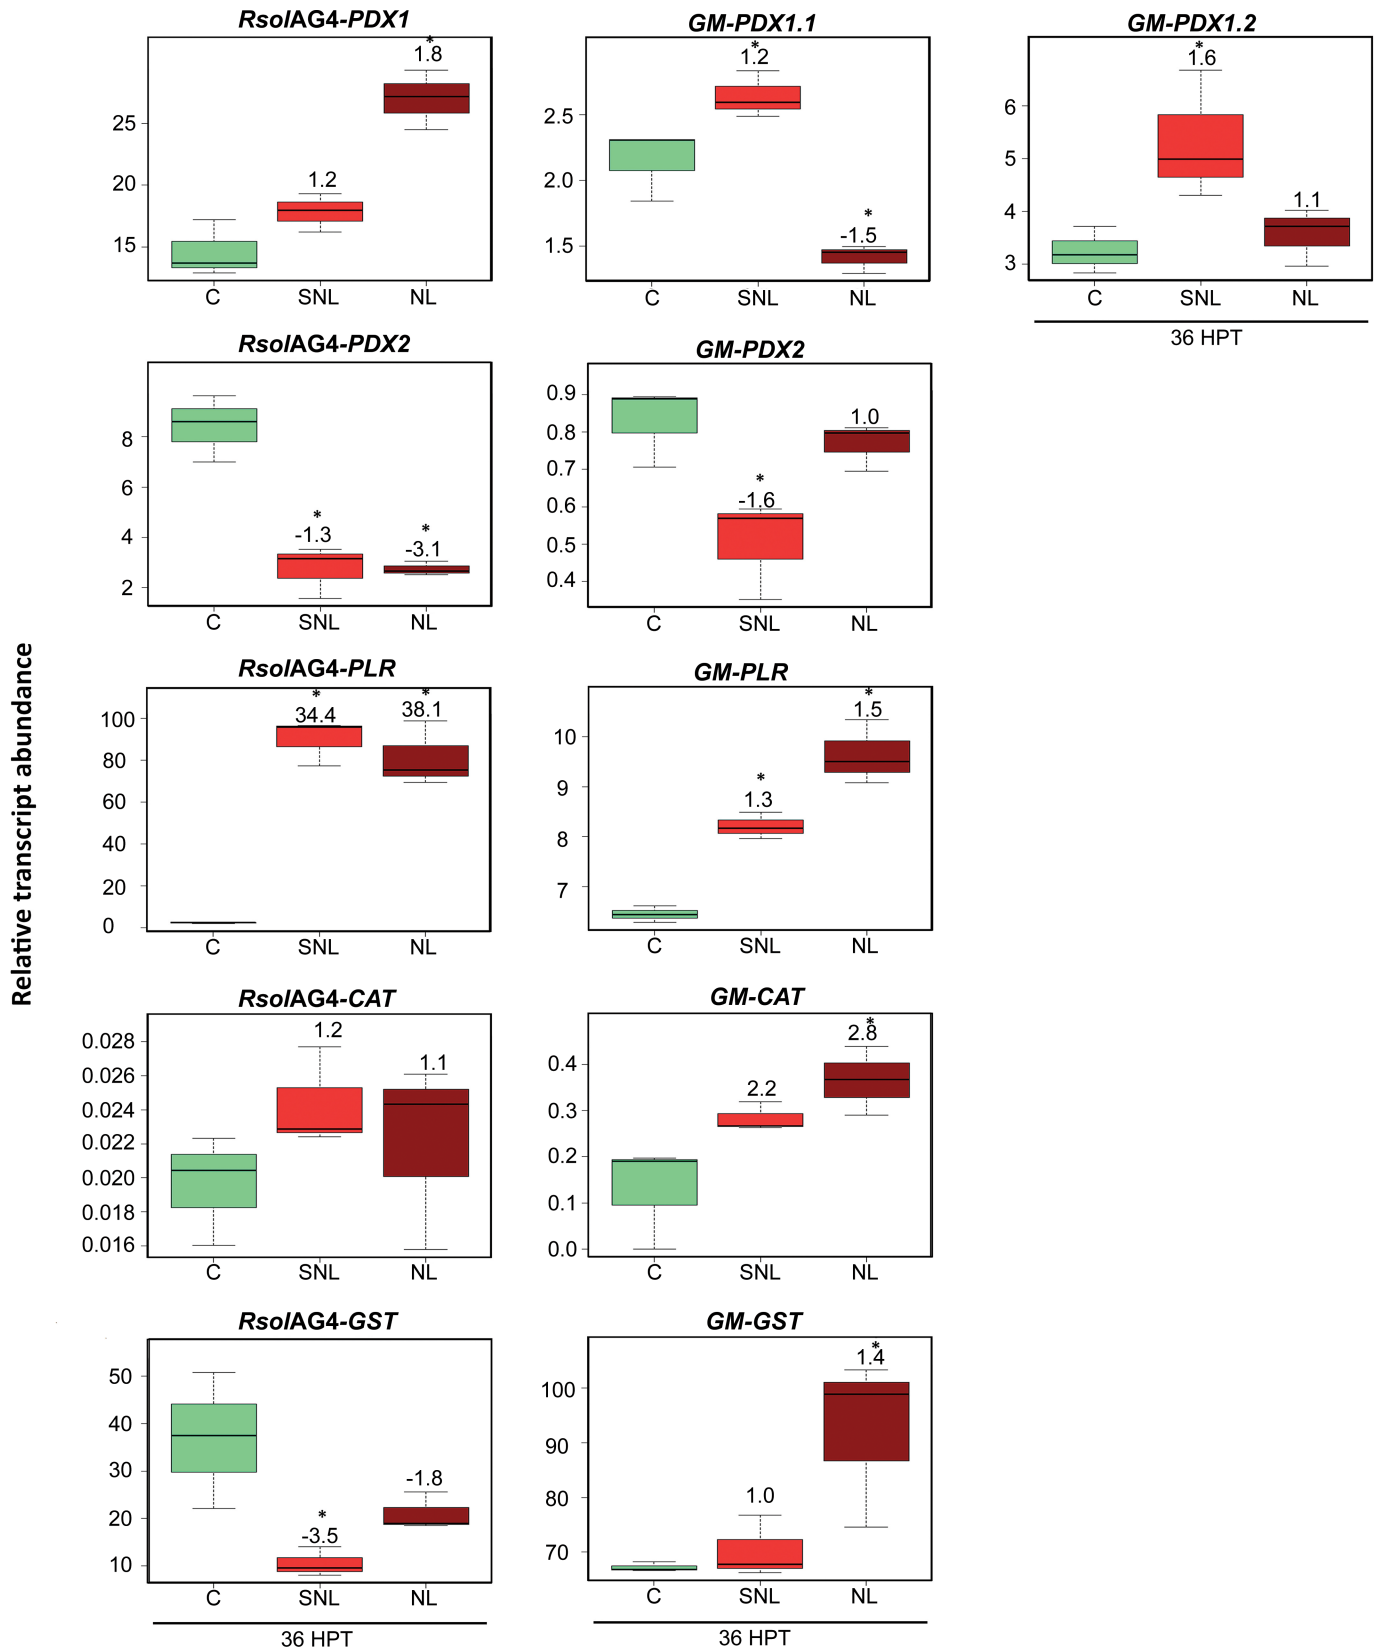 RsolAG4-PDX1
GM-PDX1.1
GM-PDX1.2
*
1.8
1.2
25
20
15
C
SNL
NL
*
1.2
*
-1.5
2.5
2.0
1.5
C
SNL
NL
*
1.6
1.1
6
5
4
3
C
SNL
NL
36 HPT
RsolAG4-PDX2
GM-PDX2
*
-1.3
*
-3.1
8
6
4
2
C
SNL
NL
1.0
*
-1.6
0.9
0.8
0.7
0.6
0.5
0.4
C
SNL
NL
Relative transcript abundance
RsolAG4-PLR
GM-PLR
*
34.4
*
38.1
100
80
60
40
20
0
C
SNL
NL
*
1.5
*
1.3
10
9
8
7
C
SNL
NL
RsolAG4-CAT
GM-CAT
1.2
1.1
0.028
0.026
0.024
0.022
0.020
0.018
0.016
C
SNL
NL
*
2.8
2.2
0.4
0.3
0.2
0.1
0.0
C
SNL
NL
RsolAG4-GST
GM-GST
-1.8
*
-3.5
50
40
30
20
10
C
SNL
NL
36 HPT
*
1.4
1.0
100
90
80
70
C
SNL
NL
36 HPT